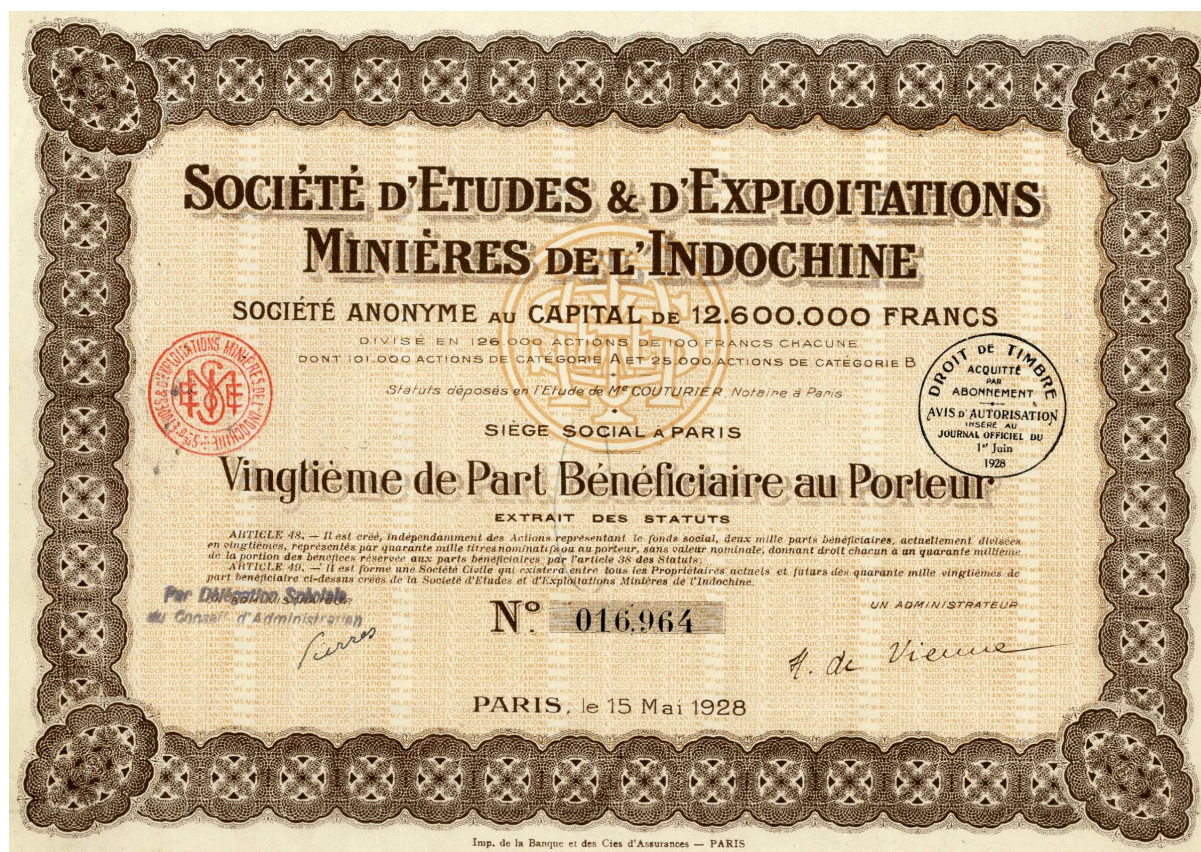 SOCIÉTÉ D'ETUDES & D'EXPLOITATIONS
MINIÈRES DE L'INDOCHINE
SOCIÉTÉ ANONYME AU CAPITAL DE 12.600.000 FRANCS
DIVISÉ EN 126.000 ACTIONS DE 100 FRANCS CHACUNE
DONT 101.000 ACTIONS DE CATÉGORIE A ET 25.000 ACTIONS DE CATÉGORIE B
Statuts déposés en l'Etude de Me COUTURIER, Notaire à Paris
SIÈGE SOCIAL A PARIS
Sté D'ETUDES & D'EXPLOITATIONS MINIÈRES DE L'INDOCHINE
DROIT DE TIMBRE
ACQUITTÉ
PAR
ABONNEMENT
AVIS D'AUTORISATION
INSÉRÉ AU
JOURNAL OFFICIEL DU
1er Juin
1928
Vingtième de Part Bénéficiaire au Porteur
EXTRAIT DES STATUTS
ARTICLE 48. — Il est créé, indépendamment des Actions représentant le fonds social, deux mille parts bénéficiaires, actuellement divisées
en vingtièmes, représentés par quarante mille titres nominatifs ou au porteur, sans valeur nominale, donnant droit chacun à un quarante millième
de la portion des bénéfices réservée aux parts bénéficiaires par l'article 38 des Statuts.
ARTICLE 49. — Il est formé une Société Civile qui existera entre tous les Propriétaires actuels et futurs des quarante mille vingtièmes de
part bénéficiaire ci-dessus créés de la Société d'Etudes et d'Exploitations Minières de l'Indochine.
Par Délégation Spéciale
du Conseil d'Administration
No. 016,964
UN ADMINISTRATEUR
H. de Vienne
PARIS, le 15 Mai 1928
Imp. de la Banque et des Cies d'Assurances — PARIS